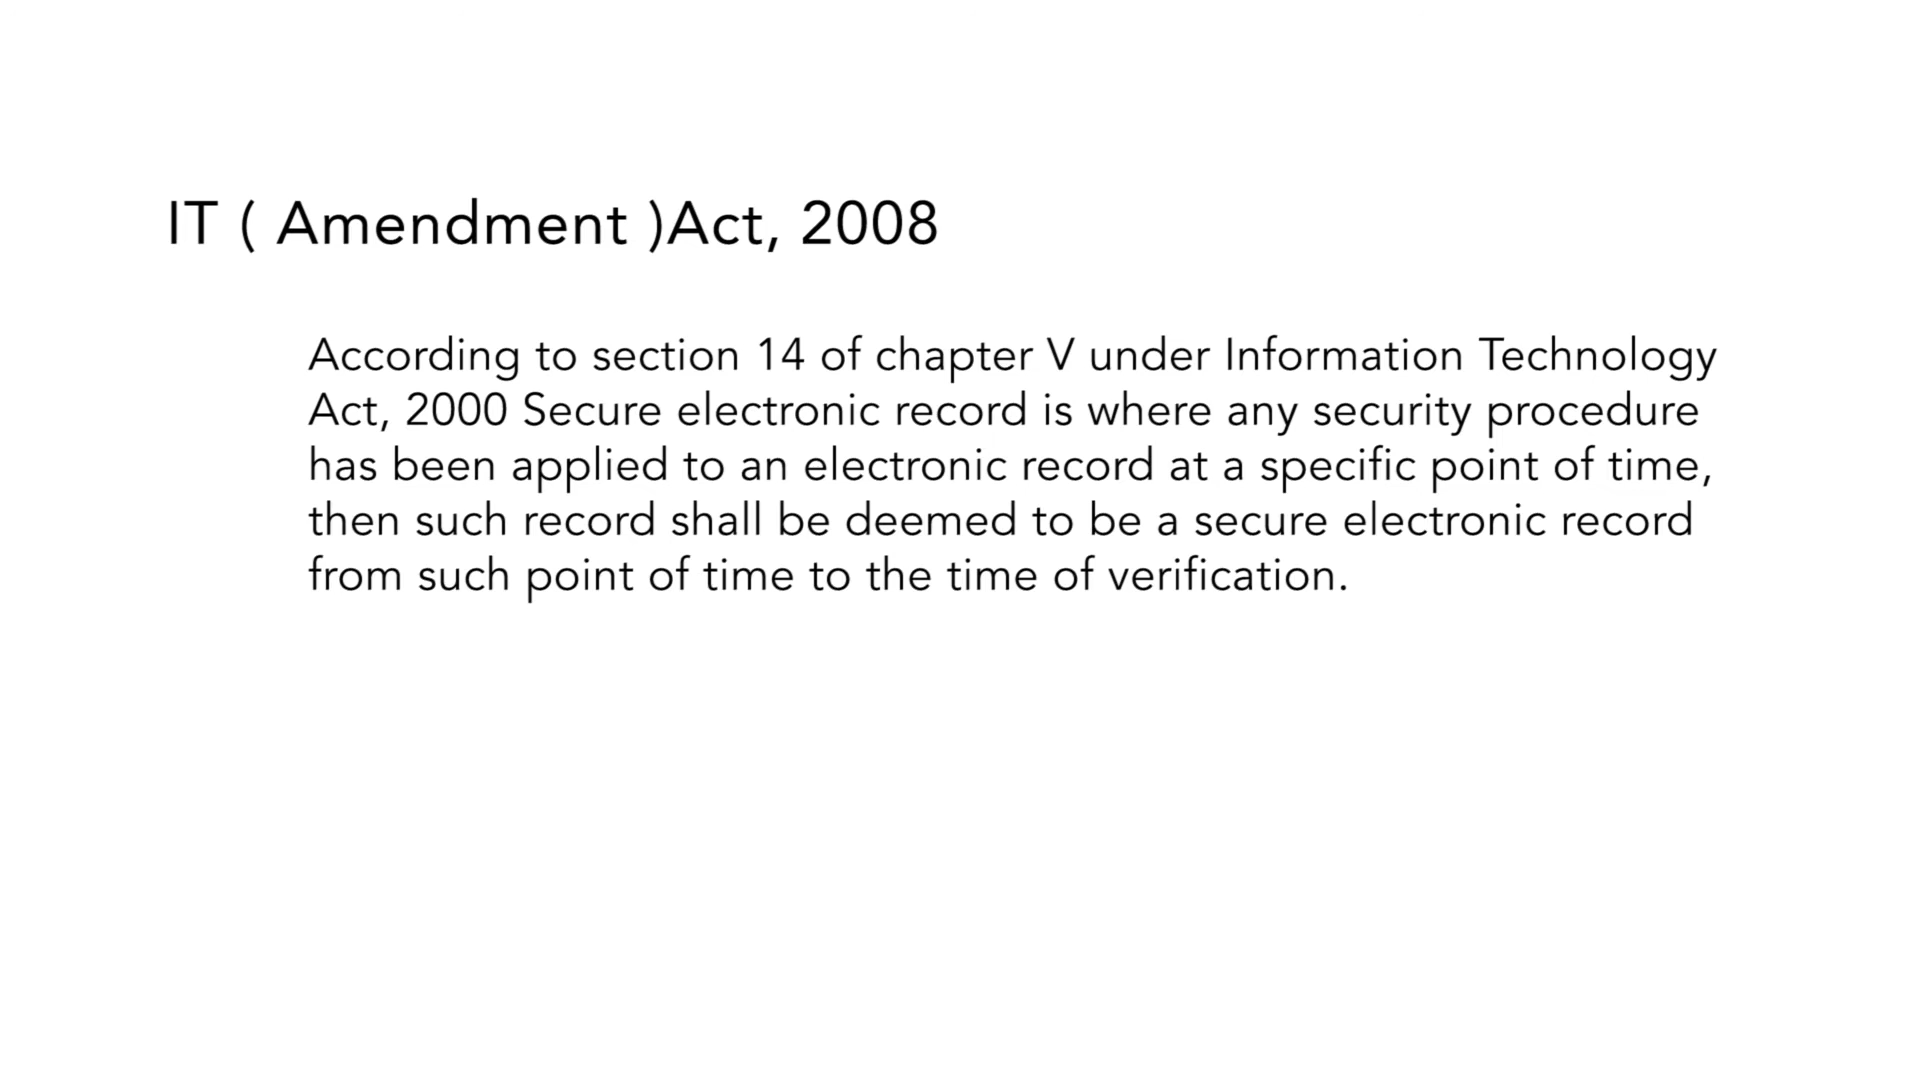 IT ( Amendment )Act, 2008
According to section 14 of chapter V under Information Technology
Act, 2000 Secure electronic record is where any security procedure
has been applied to an electronic record at a specific point of time,
then such record shall be deemed to be a secure electronic record
from such point of time to the time of verification.